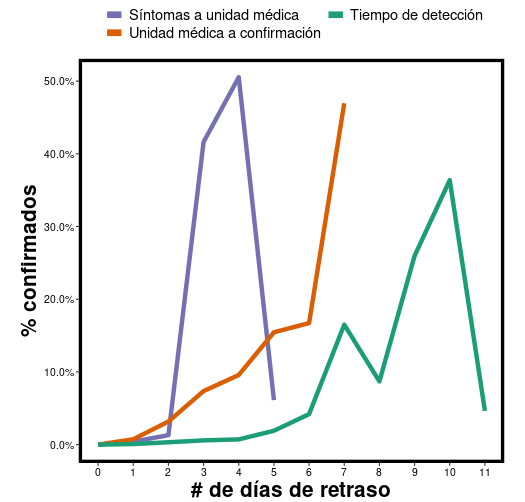 Síntomas a unidad médica
Tiempo de detección
Unidad médica a confirmación
50.0%
40.0%
30.0%
20.0%
10.0%
0.0%
% confirmados
0 1 2 3 4 5 6 7 8 9 10 11
# de días de retraso